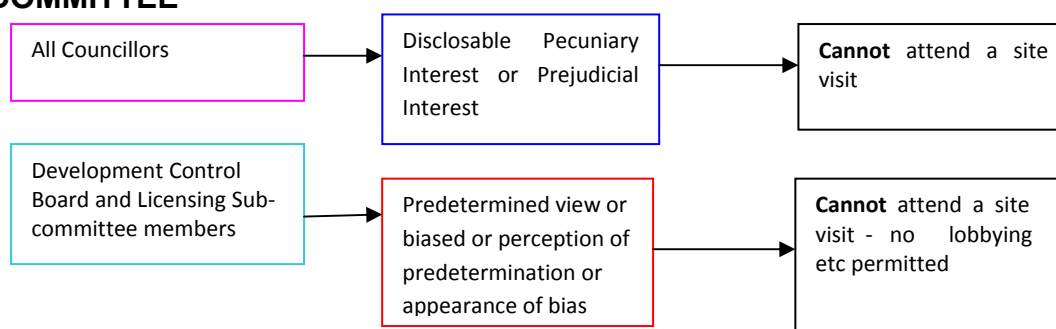 COMMITTEE
All Councillors
Disclosable Pecuniary
Interest or Prejudicial
Interest
Cannot attend a site
visit
Development Control
Board and Licensing Sub-
committee members
Predetermined view or
biased or perception of
predetermination or
appearance of bias
Cannot attend a site
visit - no lobbying
etc permitted